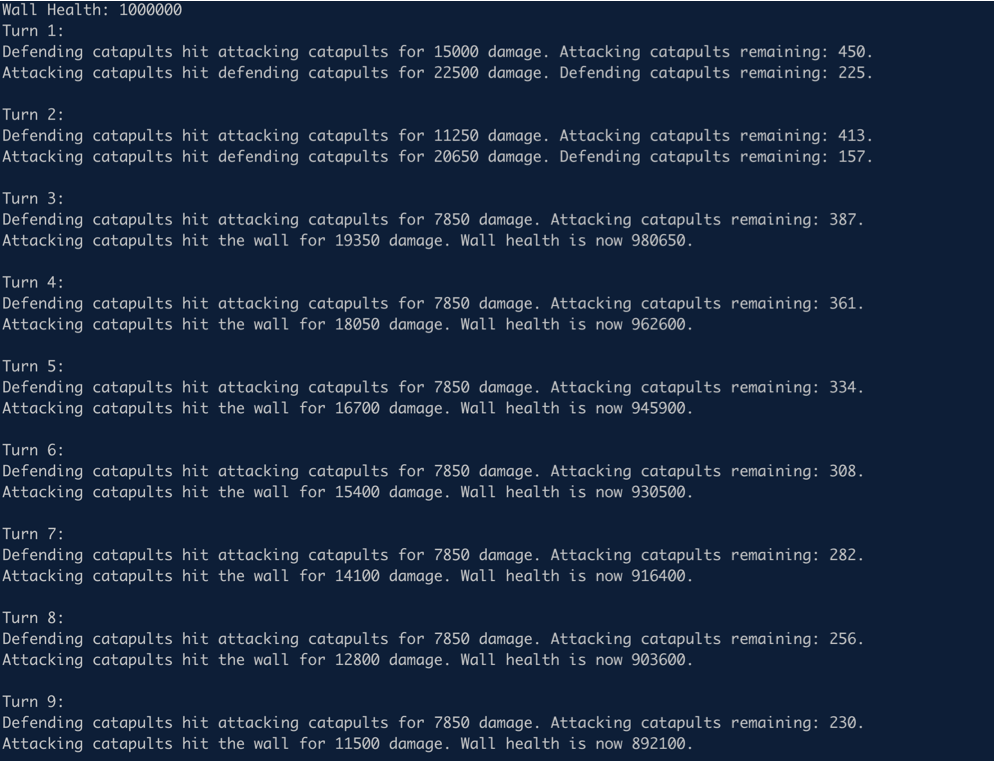 Wall Health: 1000000
Turn 1:
Defending catapults hit attacking catapults for 15000 damage. Attacking catapults remaining: 450.
Attacking catapults hit defending catapults for 22500 damage. Defending catapults remaining: 225.
Turn 2:
Defending catapults hit attacking catapults for 11250 damage. Attacking catapults remaining: 413.
Attacking catapults hit defending catapults for 20650 damage. Defending catapults remaining: 157.
Turn 3:
Defending catapults hit attacking catapults for 7850 damage. Attacking catapults remaining: 387.
Attacking catapults hit the wall for 19350 damage. Wall health is now 980650.
Turn 4:
Defending catapults hit attacking catapults for 7850 damage. Attacking catapults remaining: 361.
Attacking catapults hit the wall for 18050 damage. Wall health is now 962600.
Turn 5:
Defending catapults hit attacking catapults for 7850 damage. Attacking catapults remaining: 334.
Attacking catapults hit the wall for 16700 damage. Wall health is now 945900.
Turn 6:
Defending catapults hit attacking catapults for 7850 damage. Attacking catapults remaining: 308.
Attacking catapults hit the wall for 15400 damage. Wall health is now 930500.
Turn 7:
Defending catapults hit attacking catapults for 7850 damage. Attacking catapults remaining: 282.
Attacking catapults hit the wall for 14100 damage. Wall health is now 916400.
Turn 8:
Defending catapults hit attacking catapults for 7850 damage. Attacking catapults remaining: 256.
Attacking catapults hit the wall for 12800 damage. Wall health is now 903600.
Turn 9:
Defending catapults hit attacking catapults for 7850 damage. Attacking catapults remaining: 230.
Attacking catapults hit the wall for 11500 damage. Wall health is now 892100.